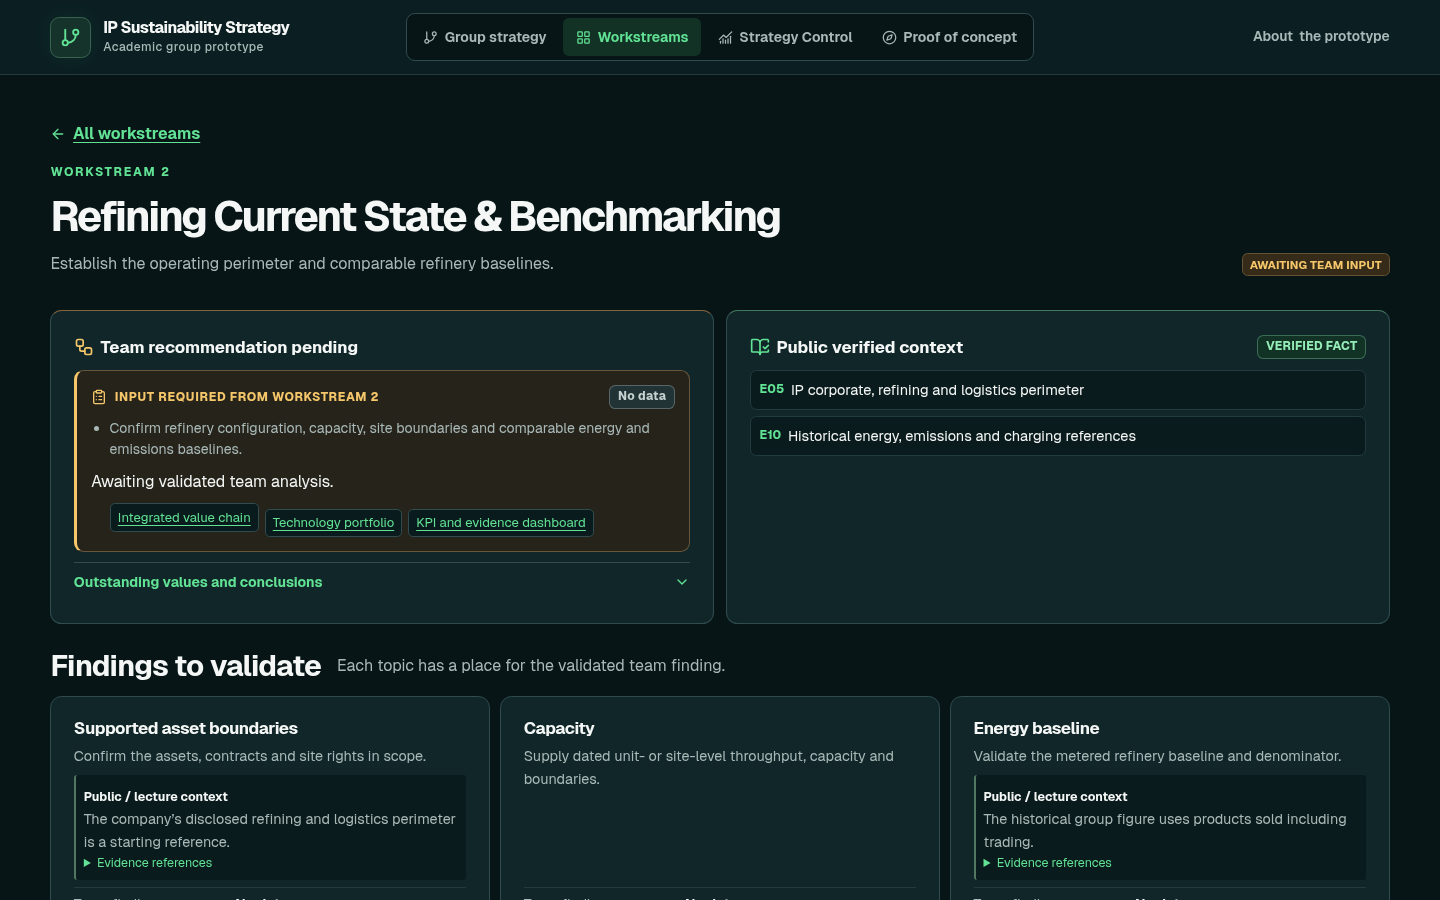 IP Sustainability Strategy
Academic group prototype
Group strategy
Workstreams
Strategy Control
Proof of concept
About the prototype
All workstreams
WORKSTREAM 2
Refining Current State & Benchmarking
Establish the operating perimeter and comparable refinery baselines.
AWAITING TEAM INPUT
Team recommendation pending
INPUT REQUIRED FROM WORKSTREAM 2
No data
Confirm refinery configuration, capacity, site boundaries and comparable energy and
emissions baselines.
Awaiting validated team analysis.
Integrated value chain
Technology portfolio
KPI and evidence dashboard
Outstanding values and conclusions
Public verified context
VERIFIED FACT
E05 IP corporate, refining and logistics perimeter
E10 Historical energy, emissions and charging references
Findings to validate
Each topic has a place for the validated team finding.
Supported asset boundaries
Confirm the assets, contracts and site rights in scope.
Public / lecture context
The company's disclosed refining and logistics perimeter
is a starting reference.
Evidence references
Capacity
Supply dated unit- or site-level throughput, capacity and
boundaries.
Energy baseline
Validate the metered refinery baseline and denominator.
Public / lecture context
The historical group figure uses products sold including
trading.
Evidence references